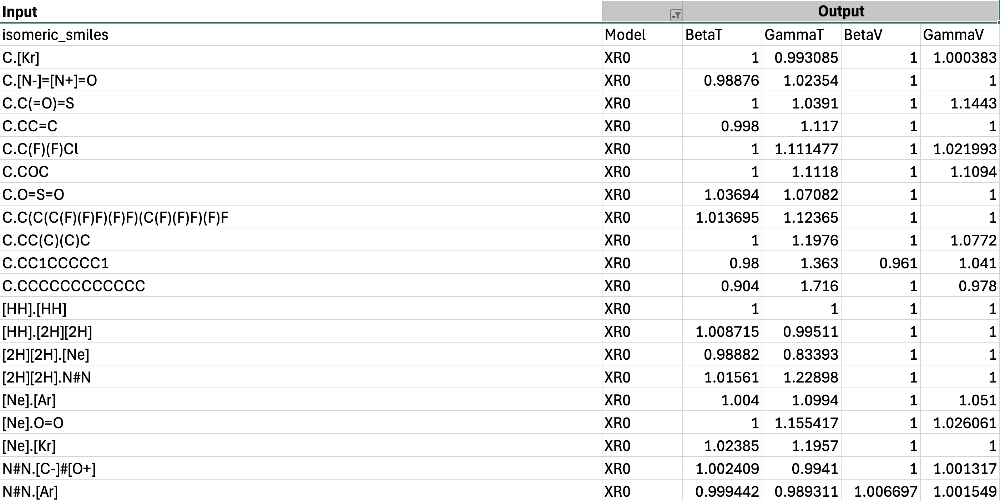 Input Output
isomeric_smiles Model BetaT GammaT BetaV GammaV
C.[Kr] XR0 1 0.993085 1 1.000383
C.[N-]=[N+]=O XR0 0.98876 1.02354 1 1
C.C(=O)=S XR0 1 1.0391 1 1.1443
C.CC=C XR0 0.998 1.117 1 1
C.C(F)(F)Cl XR0 1 1.111477 1 1.021993
C.COC XR0 1 1.1118 1 1.1094
C.O=S=O XR0 1.03694 1.07082 1 1
C.C(C(C(F)(F)F)(F)F)(C(F)(F)F)(F)F XR0 1.013695 1.12365 1 1
C.CC(C)(C)C XR0 1 1.1976 1 1.0772
C.CC1CCCCC1 XR0 0.98 1.363 0.961 1.041
C.CCCCCCCCCCCC XR0 0.904 1.716 1 0.978
[HH].[HH] XR0 1 1 1 1
[HH].[2H][2H] XR0 1.008715 0.99511 1 1
[2H][2H].[Ne] XR0 0.98882 0.83393 1 1
[2H][2H].N#N XR0 1.01561 1.22898 1 1
[Ne].[Ar] XR0 1.004 1.0994 1 1.051
[Ne].O=O XR0 1 1.155417 1 1.026061
[Ne].[Kr] XR0 1.02385 1.1957 1 1
N#N.[C-]#[O+] XR0 1.002409 0.9941 1 1.001317
N#N.[Ar] XR0 0.999442 0.989311 1.006697 1.001549